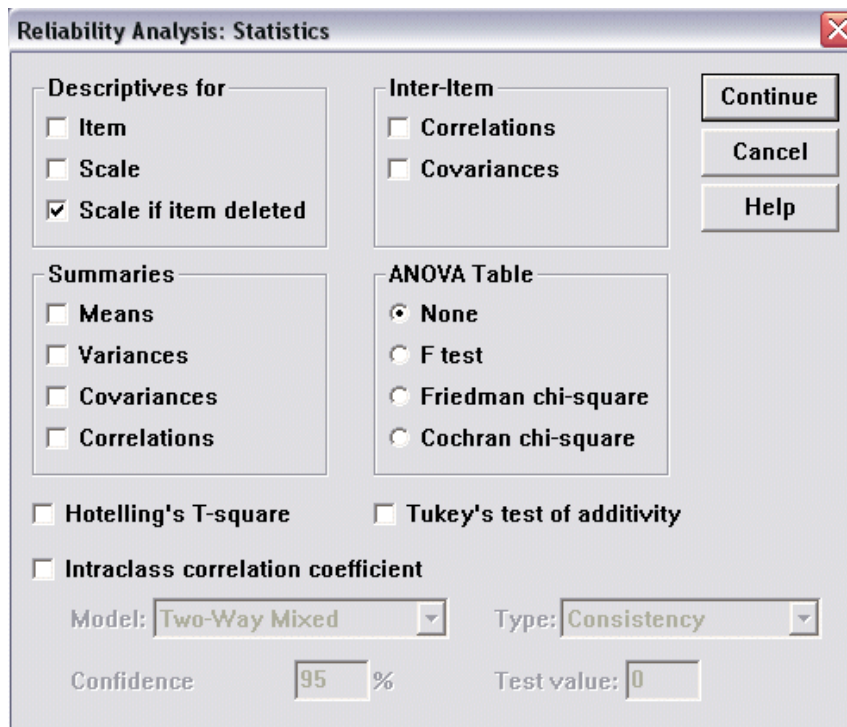 Reliability Analysis: Statistics
Descriptives for
Item
Scale
Scale if item deleted
Inter-Item
Correlations
Covariances
Continue
Cancel
Help
Summaries
Means
Variances
Covariances
Correlations
ANOVA Table
None
F test
Friedman chi-square
Cochran chi-square
Hotelling's T-square
Tukey's test of additivity
Intraclass correlation coefficient
Model: Two-Way Mixed
Type: Consistency
Confidence 95 %
Test value: 0